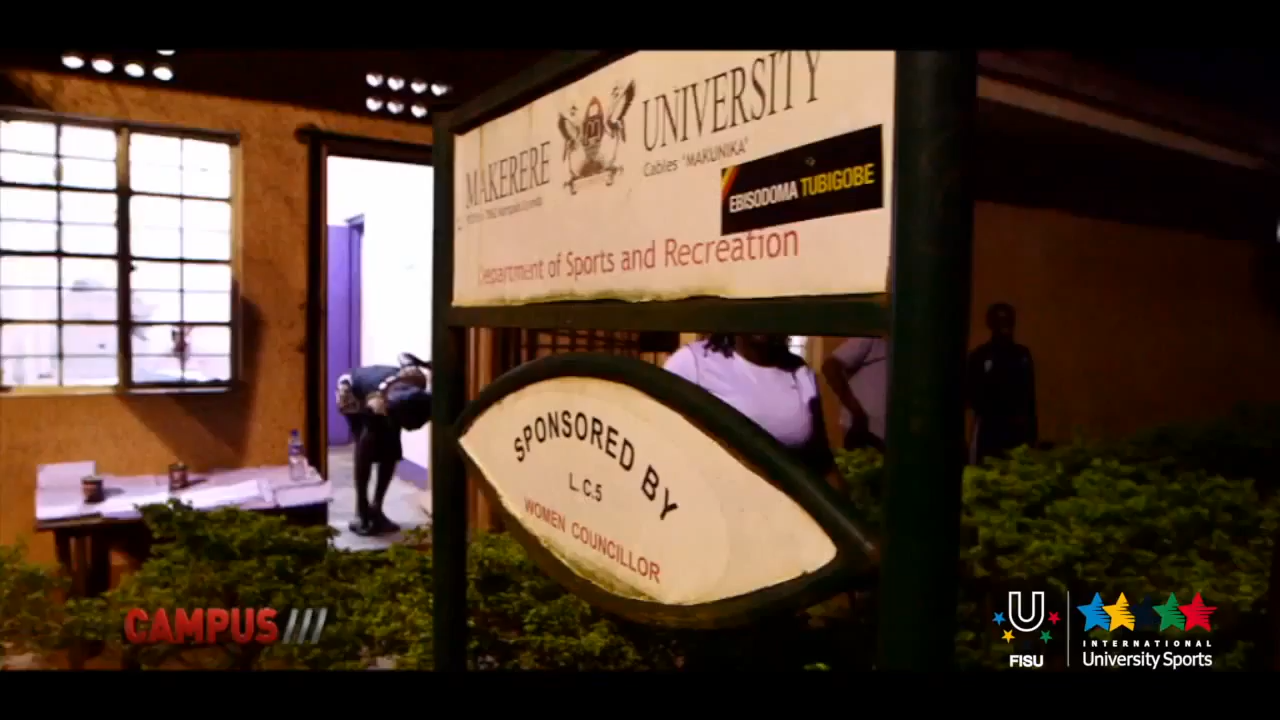 MAKERERE UNIVERSITY
Cables "MAKUNIKA"
EBISODOMA TUBIGOBE
Department of Sports and Recreation
SPONSORED BY
L.C.5
WOMEN COUNCILLOR
CAMPUS ///
FISU
INTERNATIONAL
University Sports